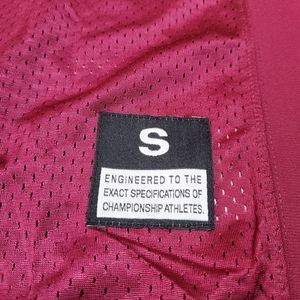 S
ENGINEERED TO THE
EXACT SPECIFICATIONS OF
CHAMPIONSHIP ATHLETES.